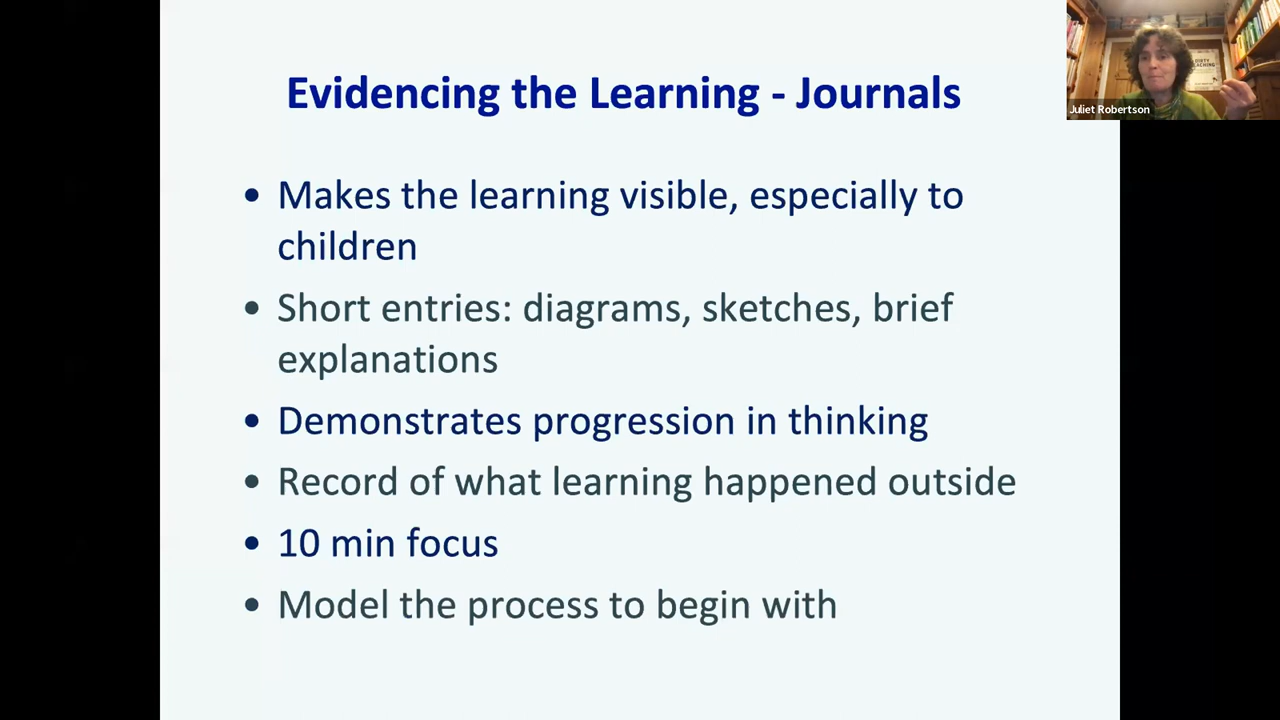 Evidencing the Learning - Journals
• Makes the learning visible, especially to
children
• Short entries: diagrams, sketches, brief
explanations
• Demonstrates progression in thinking
• Record of what learning happened outside
• 10 min focus
• Model the process to begin with
Juliet Robertson
DIRTY